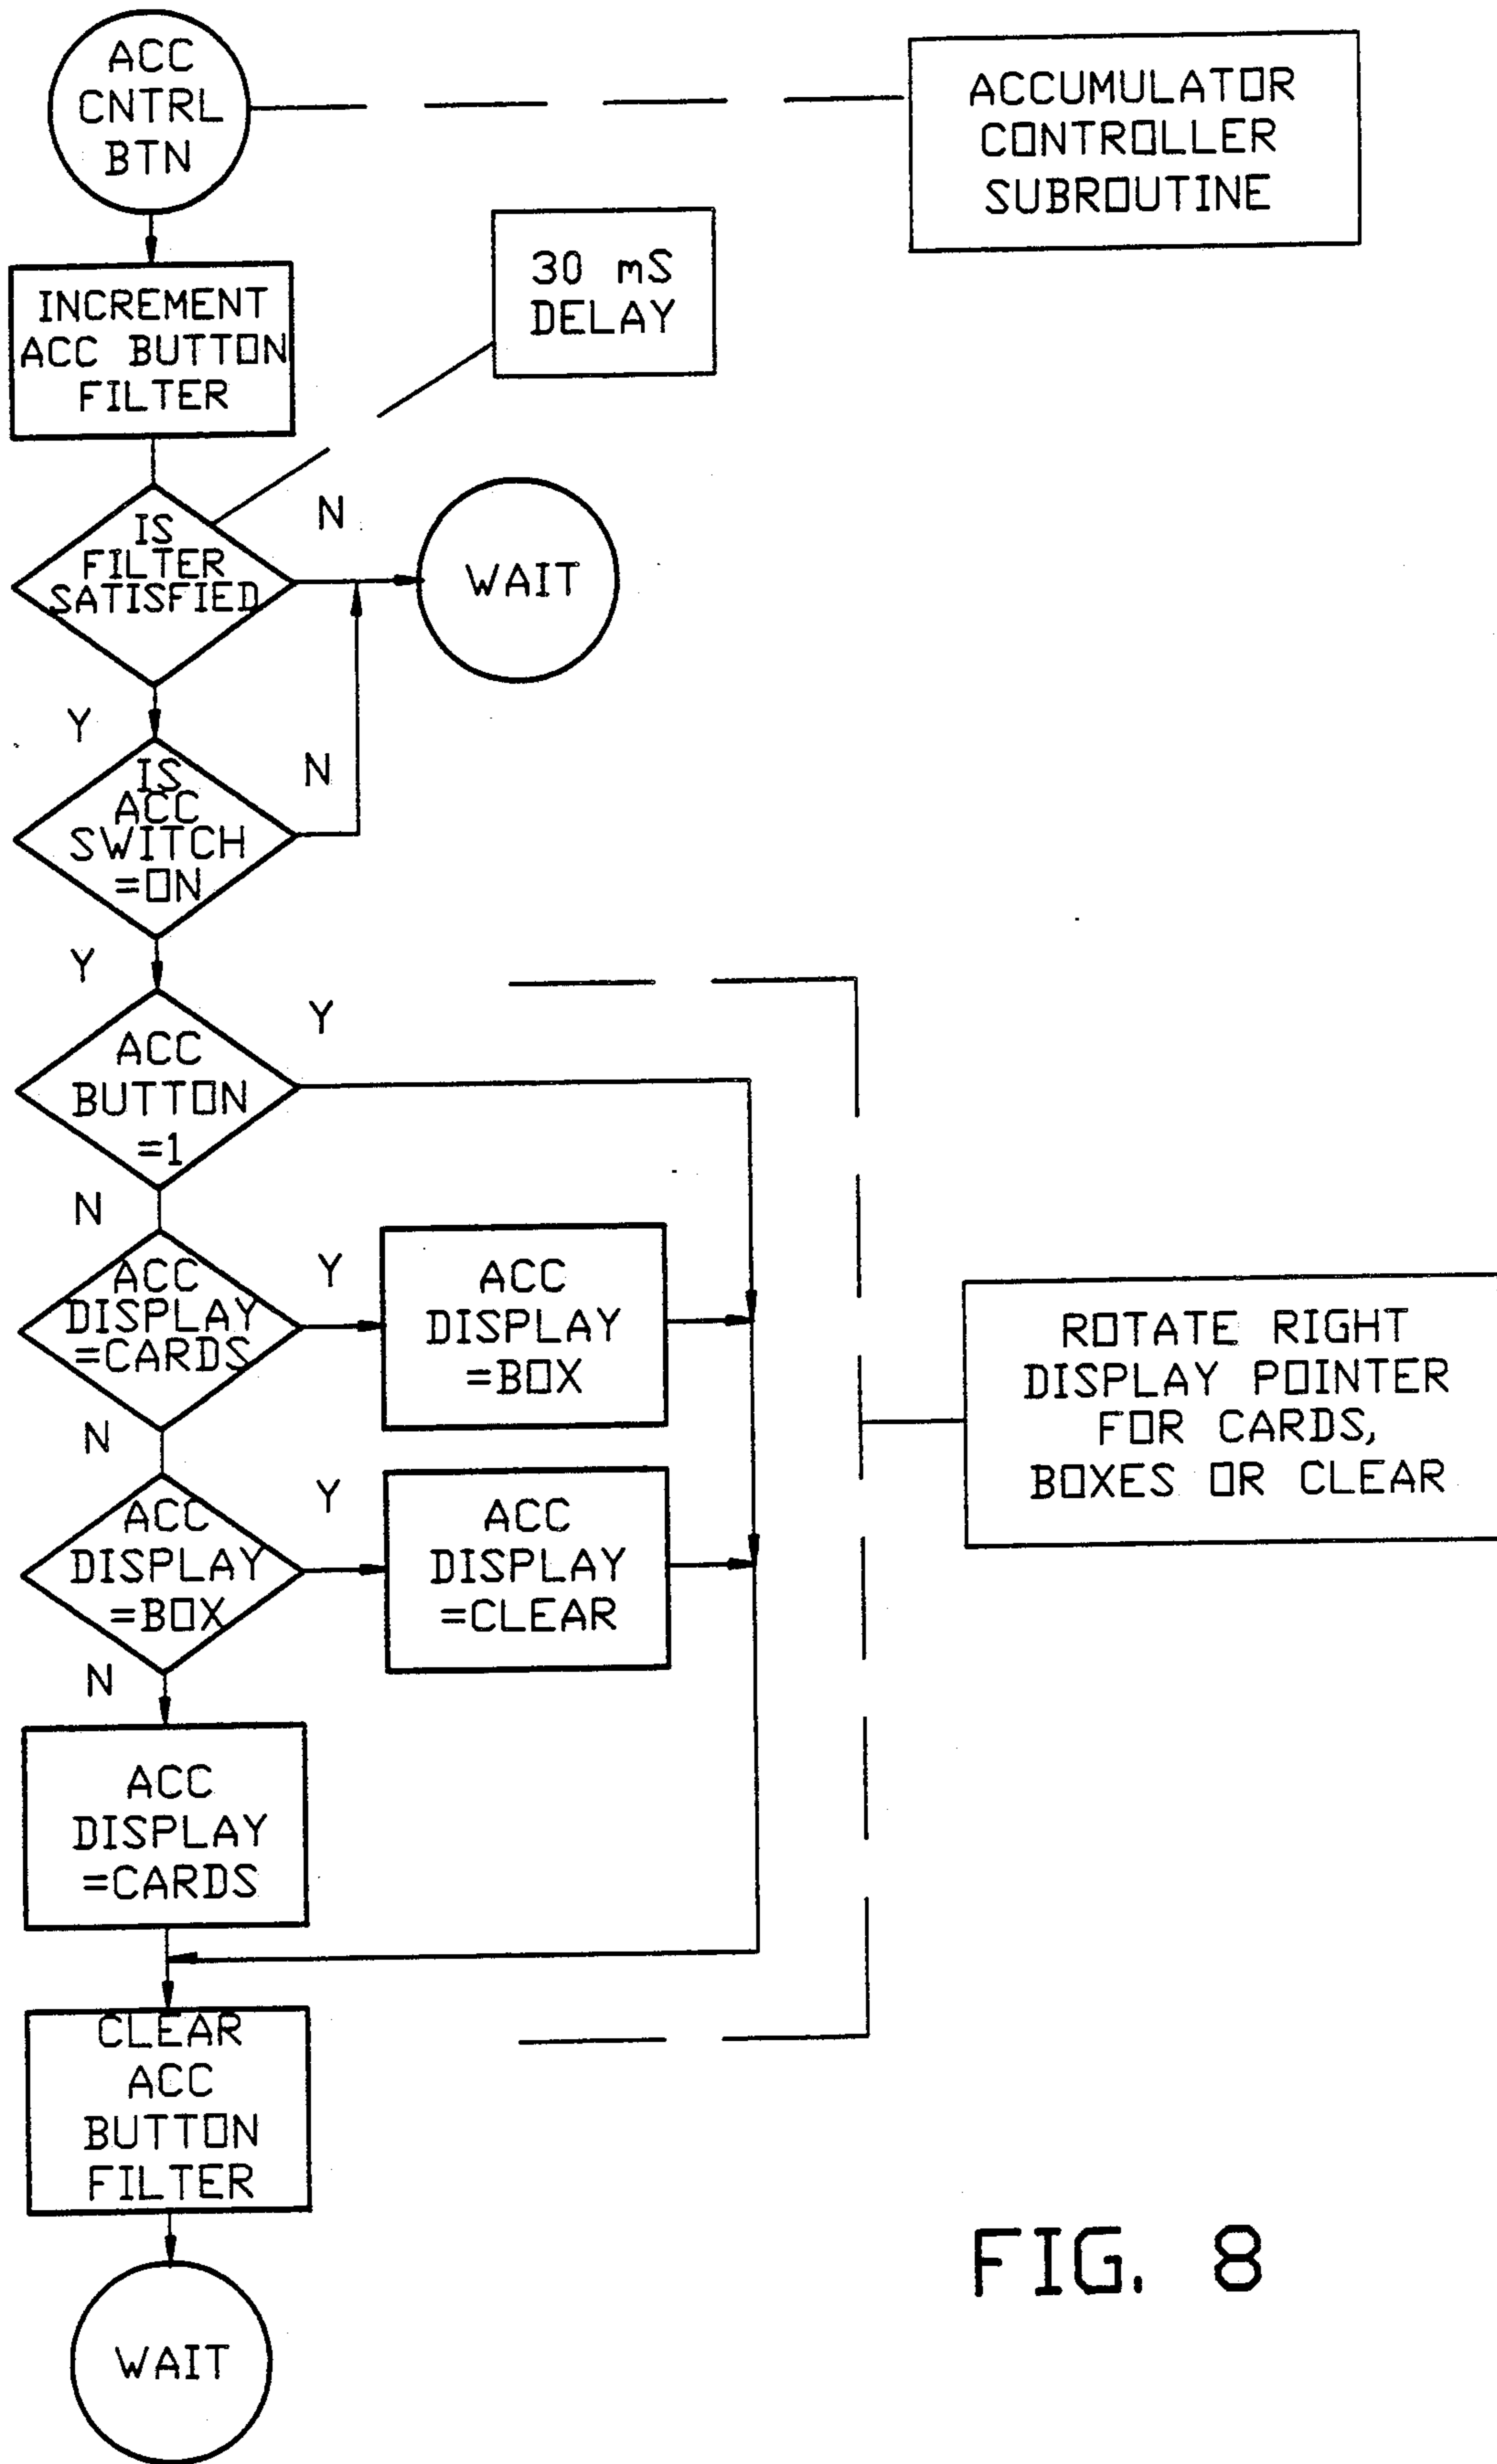 ACC
CNTRL
BTN
ACCUMULATOR
CONTROLLER
SUBROUTINE
INCREMENT
ACC BUTTON
FILTER
30 mS
DELAY
IS
FILTER
SATISFIED
N
WAIT
Y
IS
ACC
SWITCH
=ON
N
Y
ACC
BUTTON
=1
Y
N
ACC
DISPLAY
=CARDS
Y
ACC
DISPLAY
=BOX
ROTATE RIGHT
DISPLAY POINTER
FOR CARDS,
BOXES OR CLEAR
N
ACC
DISPLAY
=BOX
Y
ACC
DISPLAY
=CLEAR
N
ACC
DISPLAY
=CARDS
CLEAR
ACC
BUTTON
FILTER
WAIT
FIG. 8